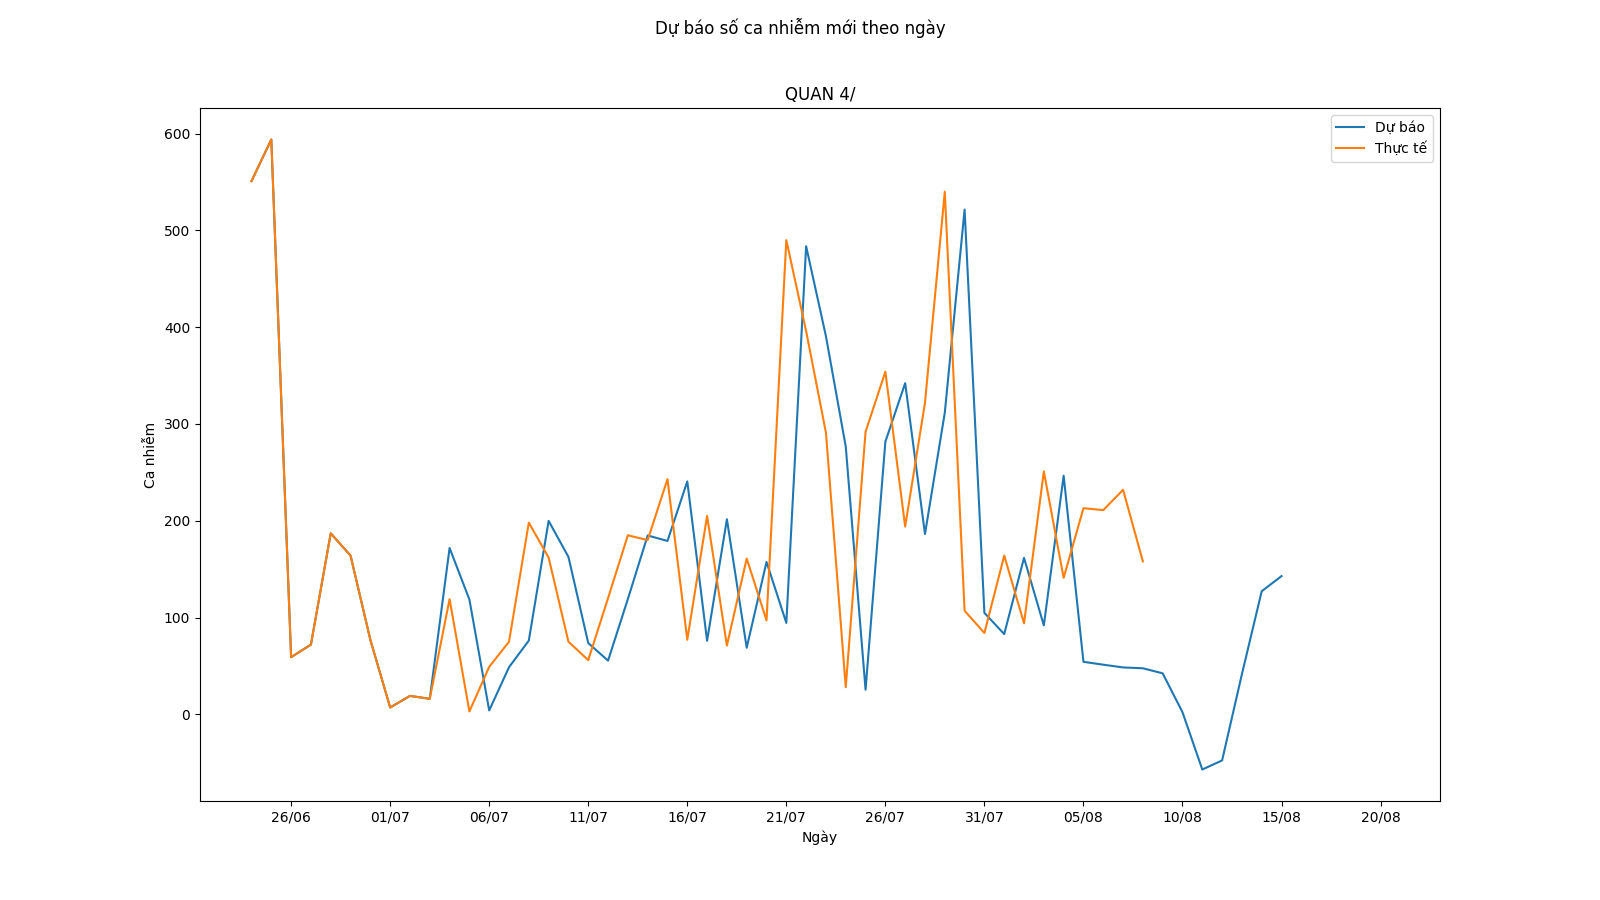 Dự báo số ca nhiễm mới theo ngày
QUAN 4/
Dự báo
Thực tế
600
500
400
300
200
100
0
Ca nhiễm
26/06 01/07 06/07 11/07 16/07 21/07 26/07 31/07 05/08 10/08 15/08 20/08
Ngày